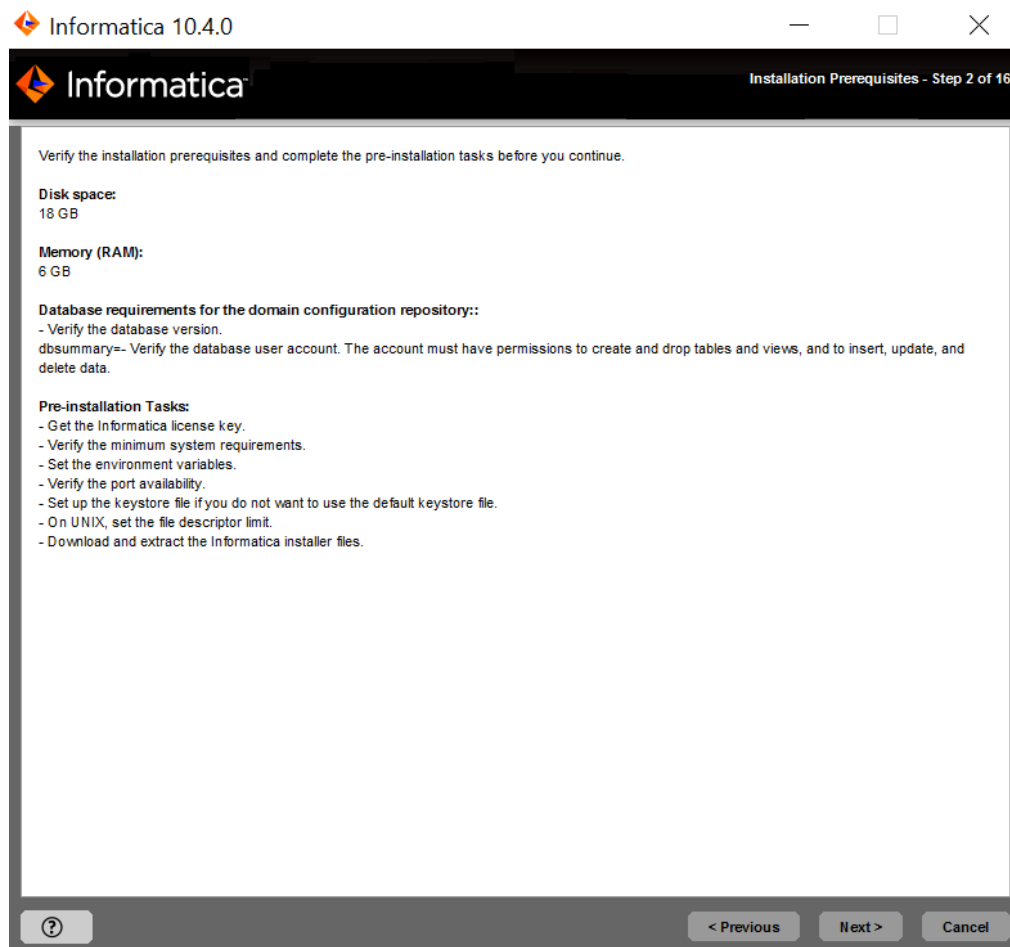 Informatica 10.4.0
Informatica
Installation Prerequisites - Step 2 of 16
Verify the installation prerequisites and complete the pre-installation tasks before you continue.
Disk space:
18 GB
Memory (RAM):
6 GB
Database requirements for the domain configuration repository::
- Verify the database version.
dbsummary=- Verify the database user account. The account must have permissions to create and drop tables and views, and to insert, update, and
delete data.
Pre-installation Tasks:
- Get the Informatica license key.
- Verify the minimum system requirements.
- Set the environment variables.
- Verify the port availability.
- Set up the keystore file if you do not want to use the default keystore file.
- On UNIX, set the file descriptor limit.
- Download and extract the Informatica installer files.
?
< Previous
Next >
Cancel